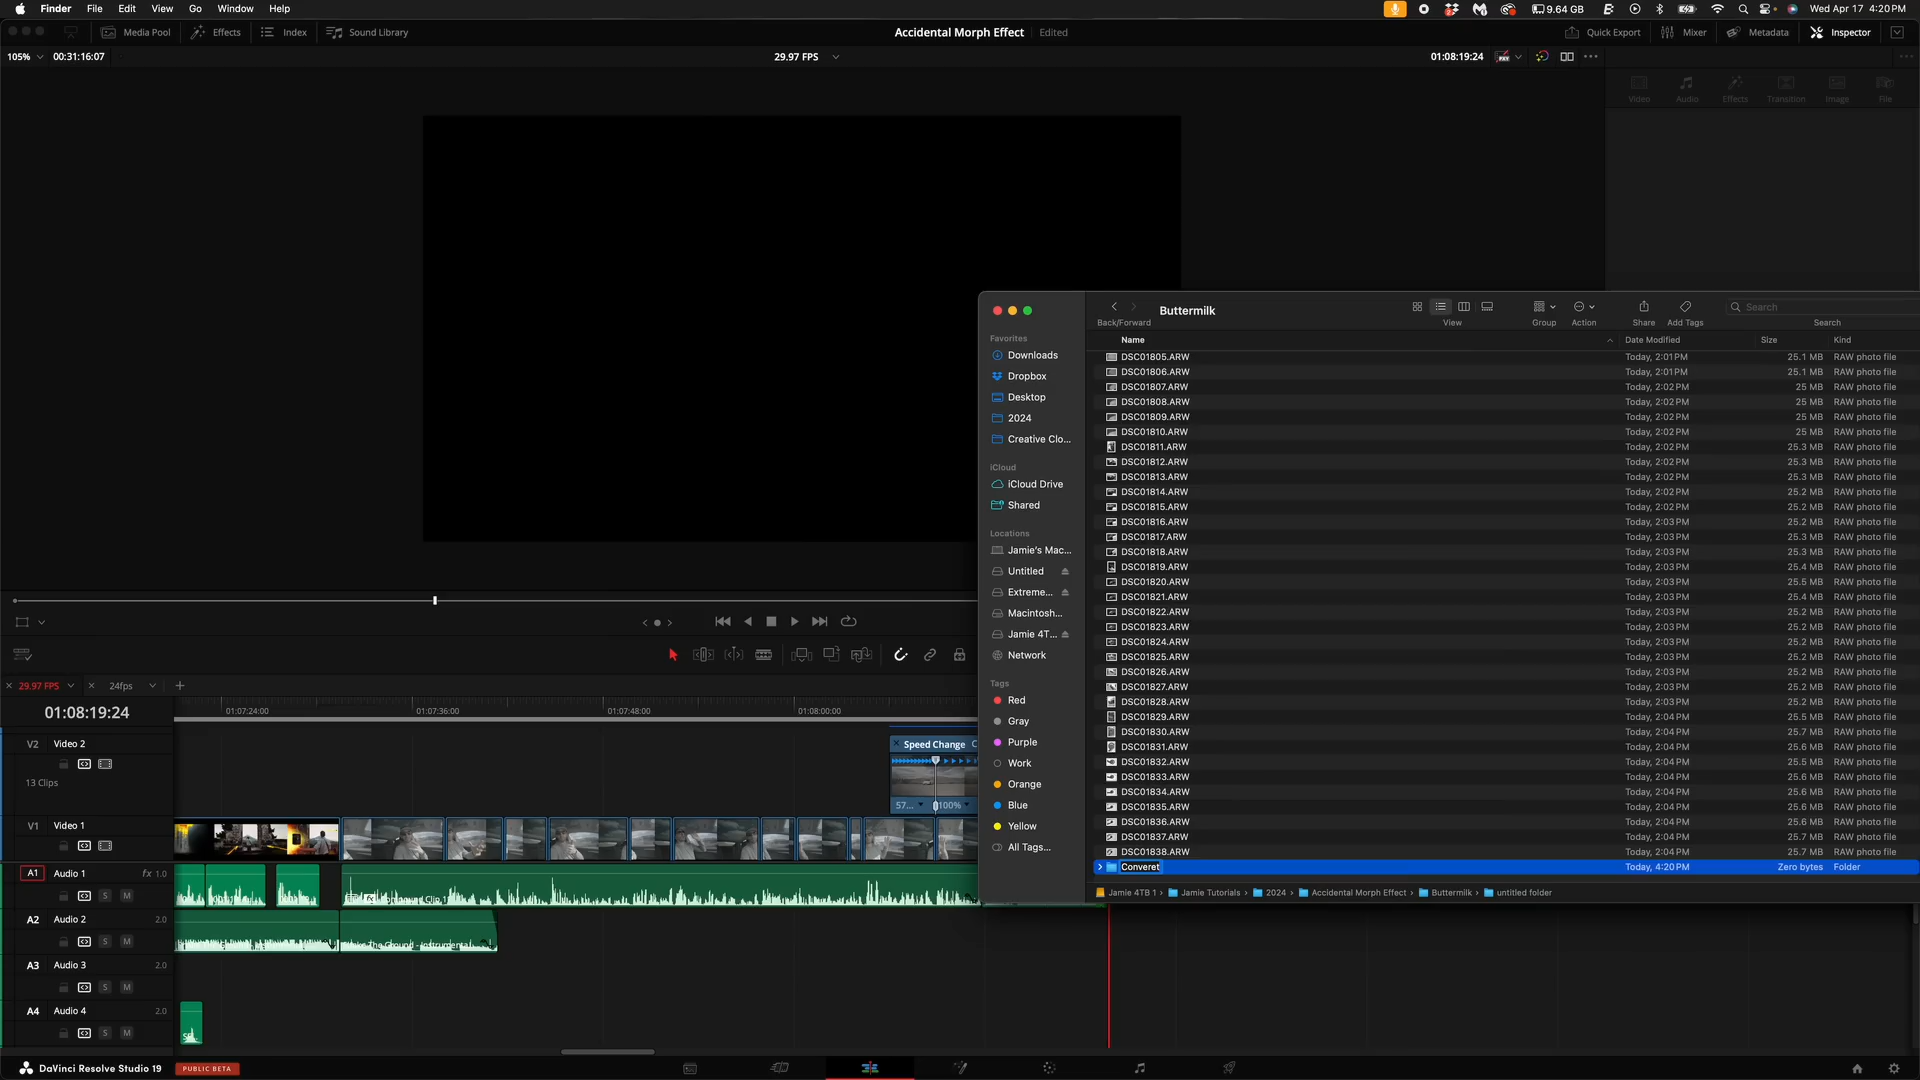 Finder File Edit View Window Help 9.64 GB Wed Apr 17 4:20 PM
Media Pool Effects Index Sound Library Accidental Morph Effect Edited Quick Export Mixer Metadata Inspector
105% 00:31:16:07 29.97 FPS 01:08:19:24
Video Audio Effects Transition Image File
Buttermilk
Back/Forward View Group Action Share Add Tags Search
Search
Favorites
Downloads
Dropbox
Desktop
2024
Creative Clo...
iCloud
iCloud Drive
Shared
Locations
Jamie's Mac...
Untitled
Extreme...
Macintosh...
Jamie 4T...
Network
Tags
Red
Gray
Purple
Work
Orange
Blue
Yellow
All Tags...
Name Date Modified Size Kind
DSC01805.ARW Today, 2:01 PM 25.1 MB RAW photo file
DSC01806.ARW Today, 2:01 PM 25.1 MB RAW photo file
DSC01807.ARW Today, 2:02 PM 25 MB RAW photo file
DSC01808.ARW Today, 2:02 PM 25 MB RAW photo file
DSC01809.ARW Today, 2:02 PM 25 MB RAW photo file
DSC01810.ARW Today, 2:02 PM 25 MB RAW photo file
DSC01811.ARW Today, 2:02 PM 25.3 MB RAW photo file
DSC01812.ARW Today, 2:02 PM 25.3 MB RAW photo file
DSC01813.ARW Today, 2:02 PM 25.3 MB RAW photo file
DSC01814.ARW Today, 2:02 PM 25.2 MB RAW photo file
DSC01815.ARW Today, 2:02 PM 25.2 MB RAW photo file
DSC01816.ARW Today, 2:03 PM 25.2 MB RAW photo file
DSC01817.ARW Today, 2:03 PM 25.3 MB RAW photo file
DSC01818.ARW Today, 2:03 PM 25.3 MB RAW photo file
DSC01819.ARW Today, 2:03 PM 25.4 MB RAW photo file
DSC01820.ARW Today, 2:03 PM 25.5 MB RAW photo file
DSC01821.ARW Today, 2:03 PM 25.4 MB RAW photo file
DSC01822.ARW Today, 2:03 PM 25.2 MB RAW photo file
DSC01823.ARW Today, 2:03 PM 25.2 MB RAW photo file
DSC01824.ARW Today, 2:03 PM 25.2 MB RAW photo file
DSC01825.ARW Today, 2:03 PM 25.2 MB RAW photo file
DSC01826.ARW Today, 2:03 PM 25.2 MB RAW photo file
DSC01827.ARW Today, 2:03 PM 25.2 MB RAW photo file
DSC01828.ARW Today, 2:03 PM 25.2 MB RAW photo file
DSC01829.ARW Today, 2:04 PM 25.5 MB RAW photo file
DSC01830.ARW Today, 2:04 PM 25.7 MB RAW photo file
DSC01831.ARW Today, 2:04 PM 25.6 MB RAW photo file
DSC01832.ARW Today, 2:04 PM 25.6 MB RAW photo file
DSC01833.ARW Today, 2:04 PM 25.6 MB RAW photo file
DSC01834.ARW Today, 2:04 PM 25.6 MB RAW photo file
DSC01835.ARW Today, 2:04 PM 25.6 MB RAW photo file
DSC01836.ARW Today, 2:04 PM 25.6 MB RAW photo file
DSC01837.ARW Today, 2:04 PM 25.7 MB RAW photo file
DSC01838.ARW Today, 2:04 PM 25.6 MB RAW photo file
Converet Today, 4:20 PM Zero bytes Folder
Jamie 4TB 1 › Jamie Tutorials › 2024 › Accidental Morph Effect › Buttermilk › untitled folder
29.97 FPS 24fps
01:08:19:24 01:07:24:00 01:07:36:00 01:07:48:00 01:08:00:00
V2 Video 2
13 Clips
Speed Change
57... 100%
V1 Video 1
A1 Audio 1 fx 1.0
S M
A2 Audio 2 2.0
S M
The Ground - Instrumental
A3 Audio 3 2.0
S M
A4 Audio 4 2.0
S M
DaVinci Resolve Studio 19 PUBLIC BETA